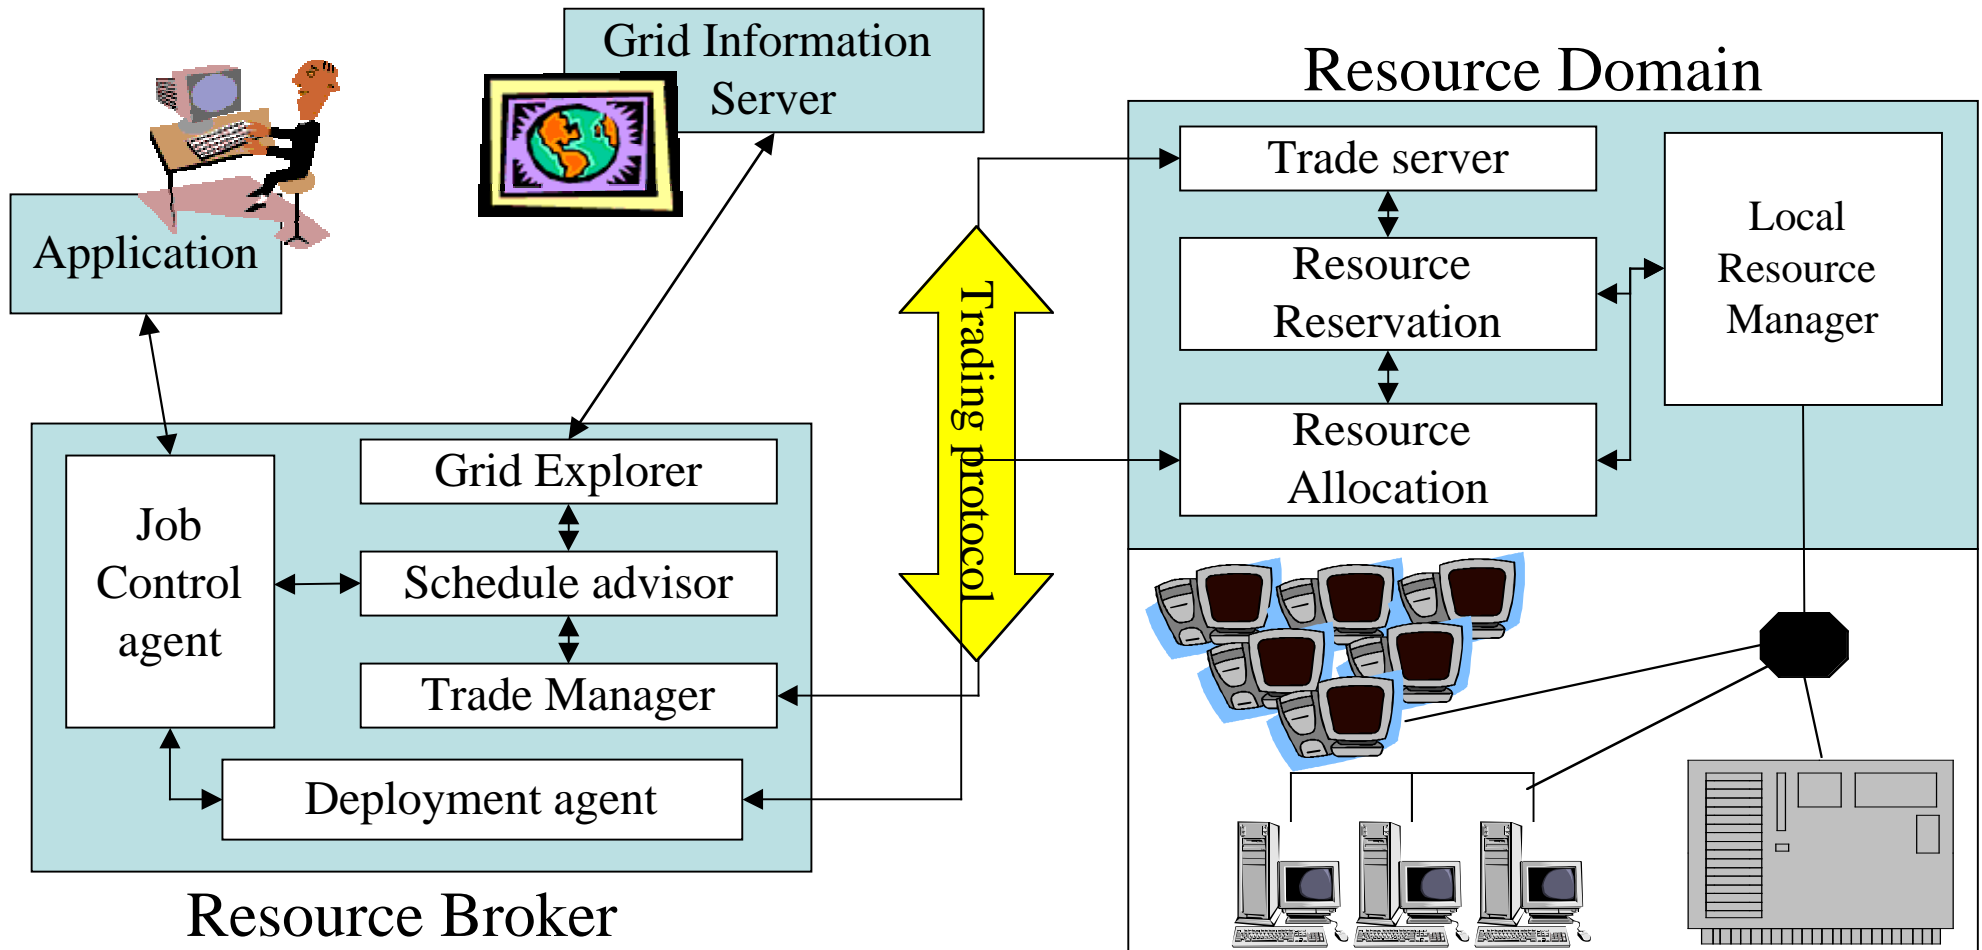 Grid Information
Server
Resource Domain
Application
Trade server
Resource
Reservation
Resource
Allocation
Local
Resource
Manager
Trading protocol
Grid Explorer
Job
Control
agent
Schedule advisor
Trade Manager
Deployment agent
Resource Broker